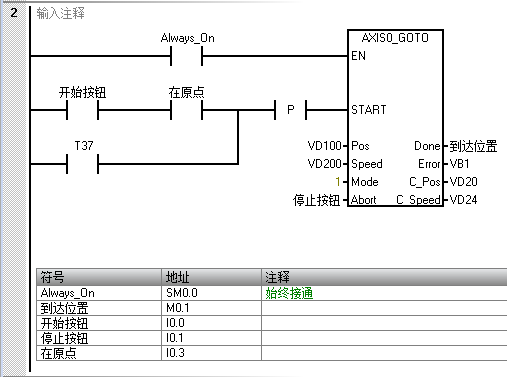 2 输入注释
Always_On AXIS0_GOTO
EN
开始按钮 在原点
P START
T37
VD100 Pos Done 到达位置
VD200 Speed Error VB1
1 Mode C_Pos VD20
停止按钮 Abort C_Speed VD24
符号 地址 注释
Always_On SM0.0 始终接通
到达位置 M0.1
开始按钮 I0.0
停止按钮 I0.1
在原点 I0.3